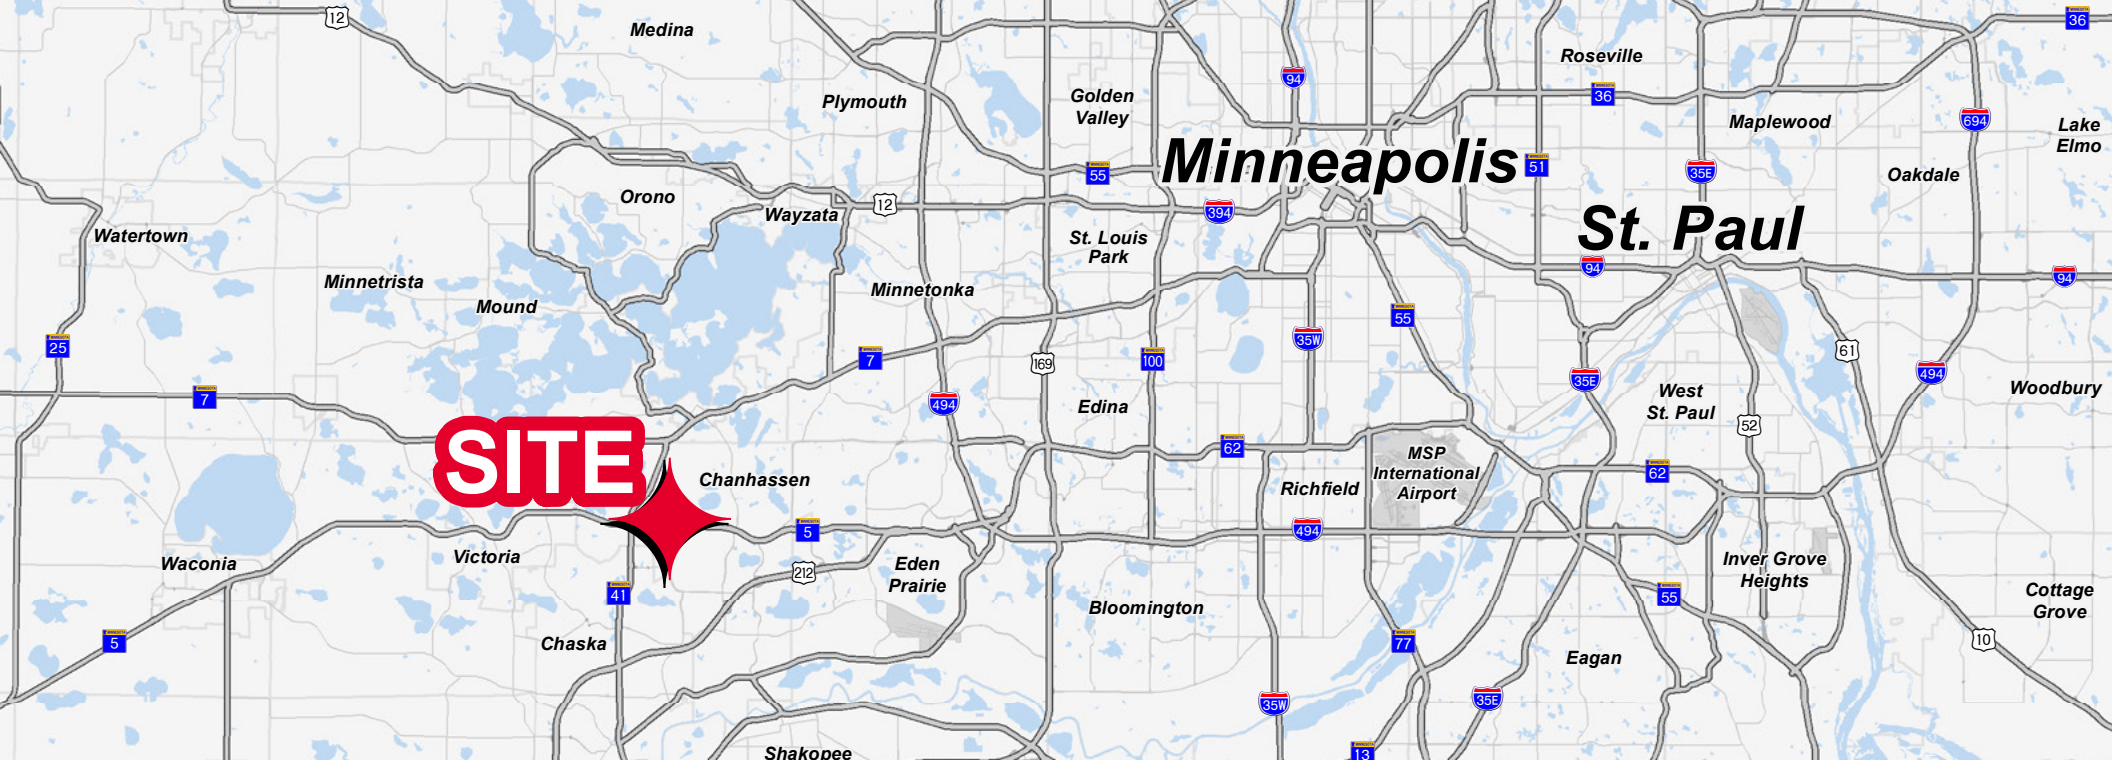 12
Medina
36
Roseville
94
Plymouth
Golden
Valley
36
Maplewood
694
Lake
Elmo
Minneapolis
55
51
35E
Oakdale
Orono
Wayzata
12
394
St. Paul
Watertown
St. Louis
Park
94
94
Minnetrista
Mound
Minnetonka
55
25
7
169
100
35W
61
35E
494
7
494
Edina
West
St. Paul
Woodbury
52
SITE
62
MSP
International
Airport
62
Chanhassen
Richfield
5
494
Victoria
Waconia
212
Eden
Prairie
Inver Grove
Heights
41
55
Cottage
Grove
Bloomington
5
Chaska
77
10
Eagan
35W
35E
Shakopee
13